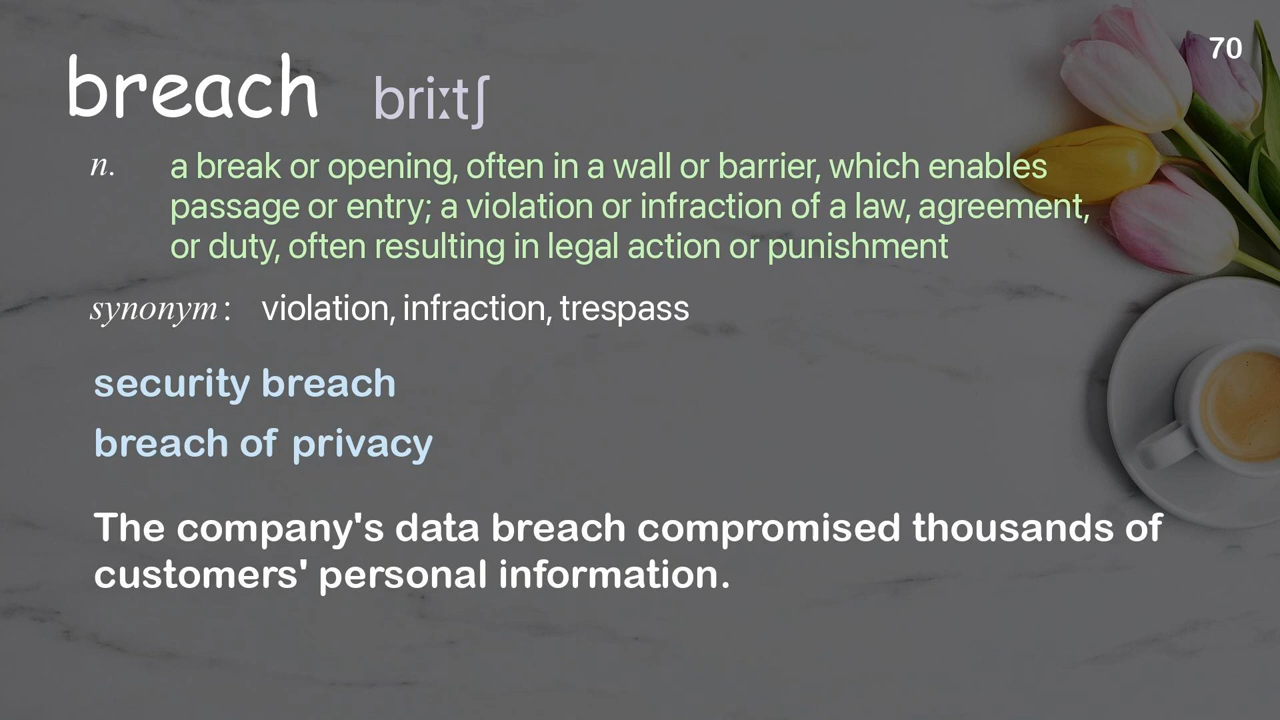 70
breach briːtʃ
n. a break or opening, often in a wall or barrier, which enables
passage or entry; a violation or infraction of a law, agreement,
or duty, often resulting in legal action or punishment
synonym: violation, infraction, trespass
security breach
breach of privacy
The company's data breach compromised thousands of
customers' personal information.